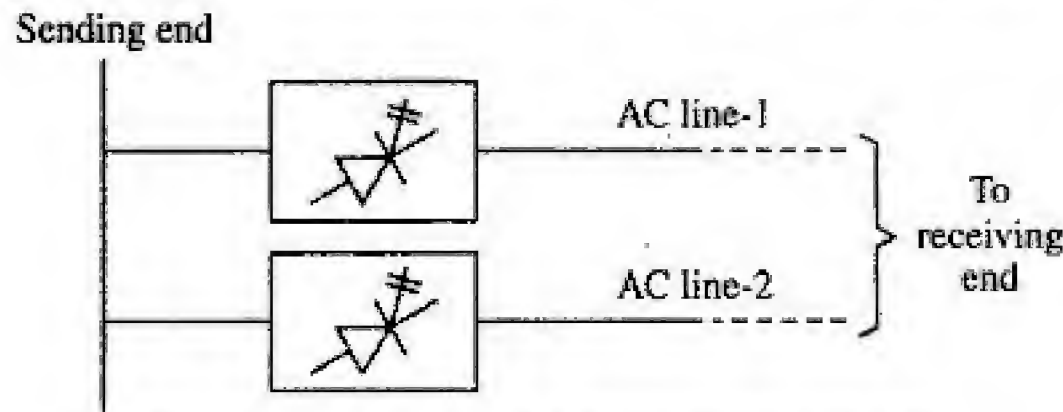 Sending end
AC line-1
To
receiving
end
AC line-2